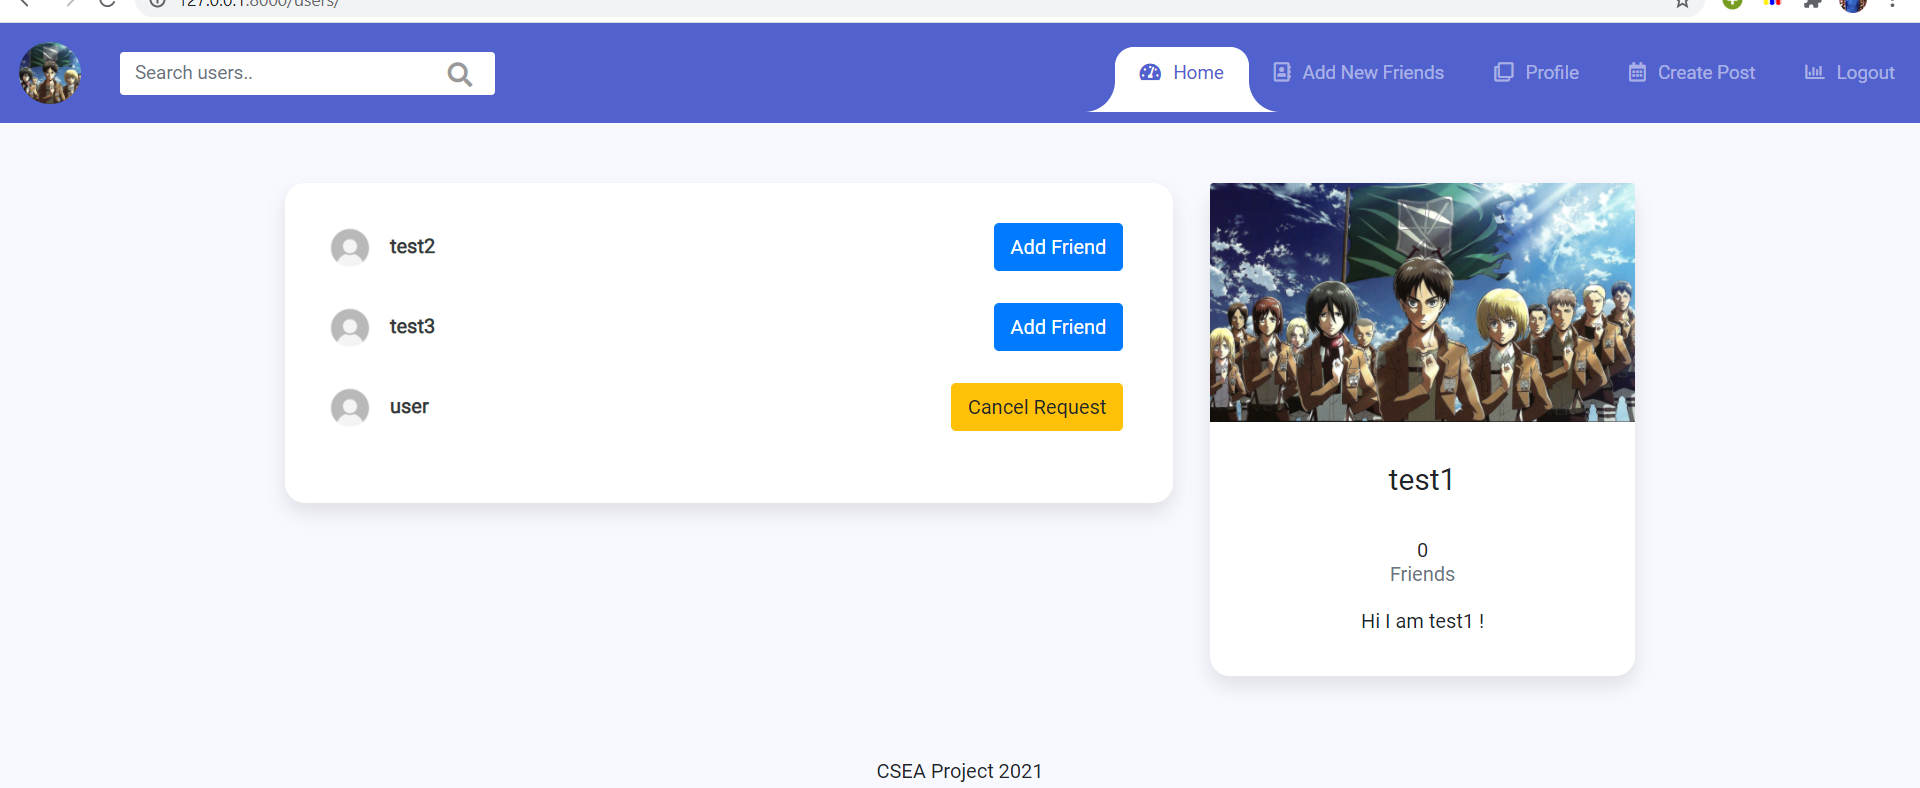 127.0.0.1:8000/users/
Search users..
Home
Add New Friends
Profile
Create Post
Logout
test2
Add Friend
test3
Add Friend
user
Cancel Request
test1
0
Friends
Hi I am test1 !
CSEA Project 2021